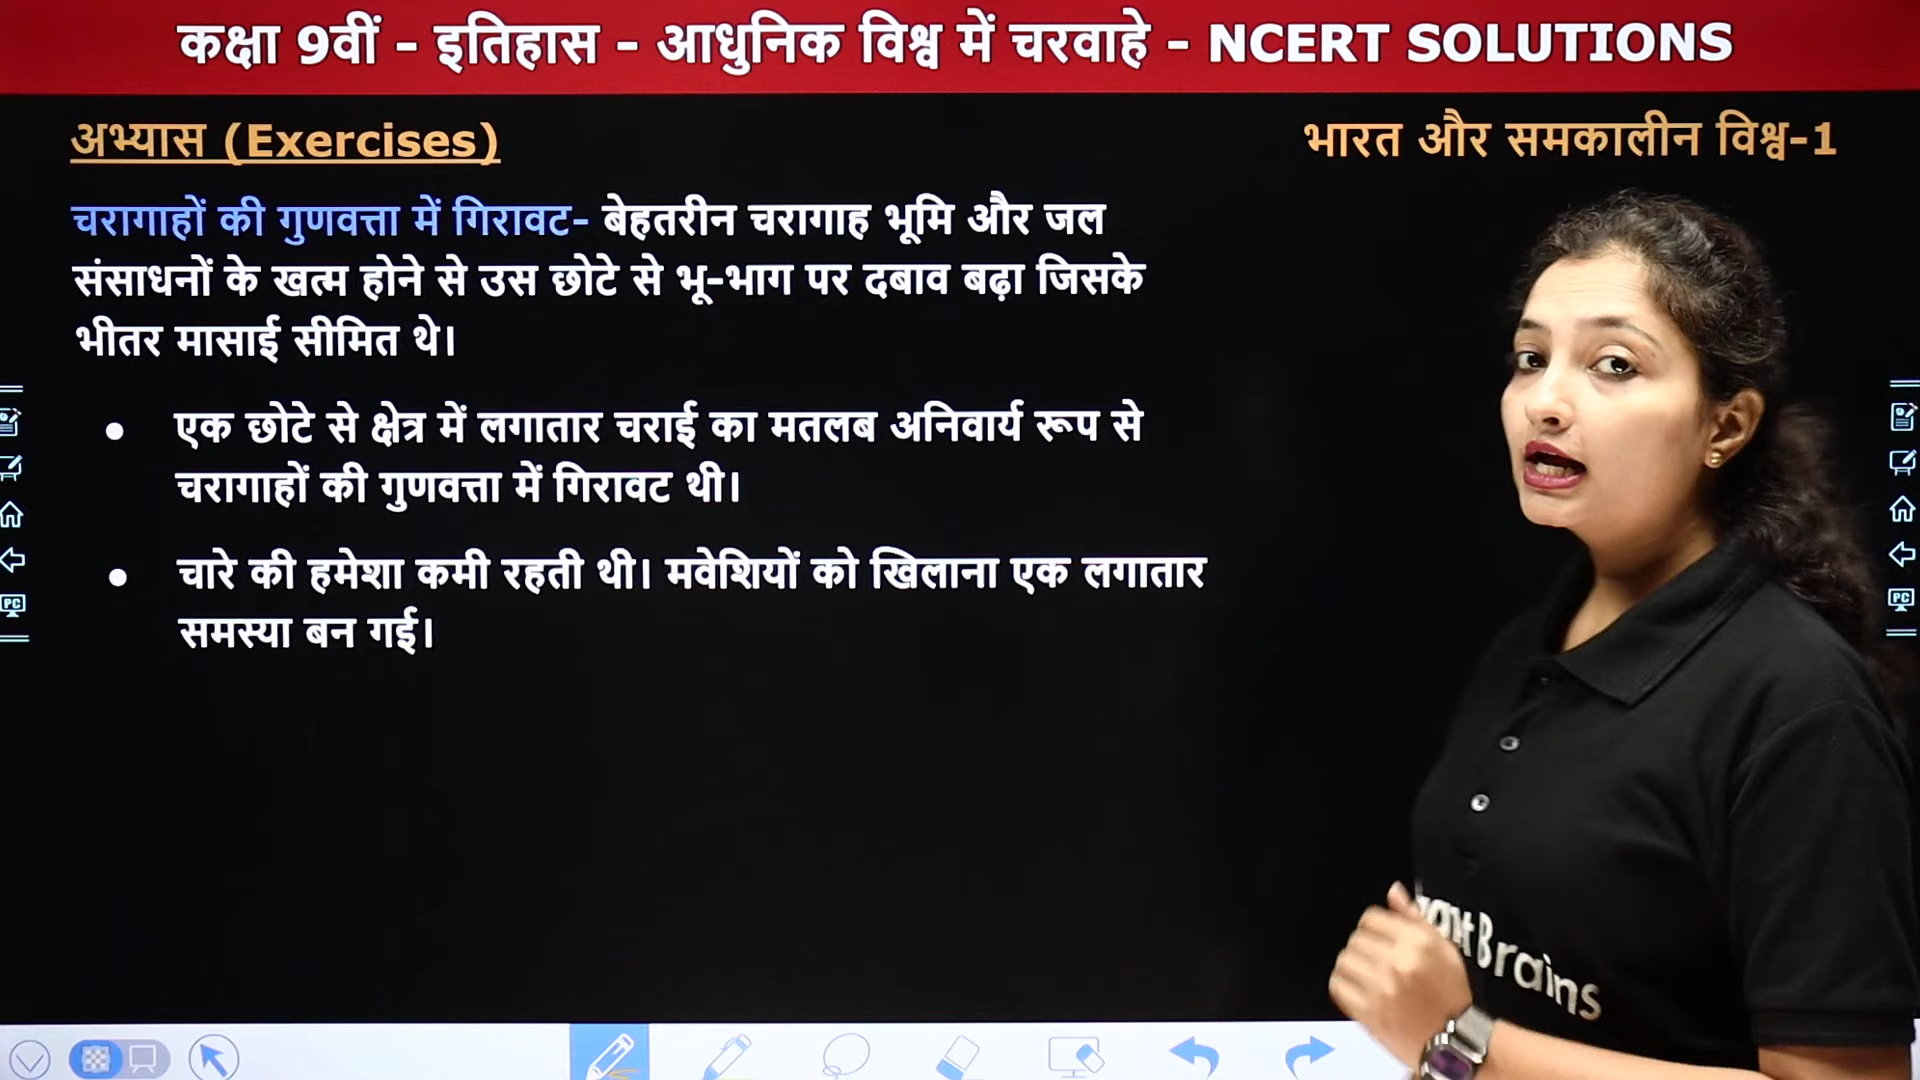 कक्षा 9वीं - इतिहास - आधुनिक विश्व में चरवाहे - NCERT SOLUTIONS
अभ्यास (Exercises)
भारत और समकालीन विश्व-1
चरागाहों की गुणवत्ता में गिरावट- बेहतरीन चरागाह भूमि और जल
संसाधनों के खत्म होने से उस छोटे से भू-भाग पर दबाव बढ़ा जिसके
भीतर मासाई सीमित थे।
• एक छोटे से क्षेत्र में लगातार चराई का मतलब अनिवार्य रूप से
चरागाहों की गुणवत्ता में गिरावट थी।
• चारे की हमेशा कमी रहती थी। मवेशियों को खिलाना एक लगातार
समस्या बन गई।
PC
PC
Brains